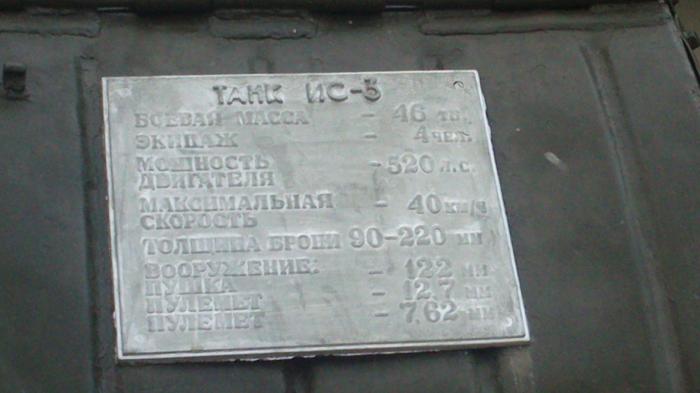 ТАНК ИС-3
БОЕВАЯ МАССА - 46 ТН.
ЭКИПАЖ - 4 ЧЕЛ.
МОЩНОСТЬ
ДВИГАТЕЛЯ - 520 Л.С.
МАКСИМАЛЬНАЯ
СКОРОСТЬ - 40 КМ/Ч
ТОЛЩИНА БРОНИ 90-220 ММ
ВООРУЖЕНИЕ:
ПУШКА - 122 ММ
ПУЛЕМЕТ - 12,7 ММ
ПУЛЕМЕТ - 7,62 ММ